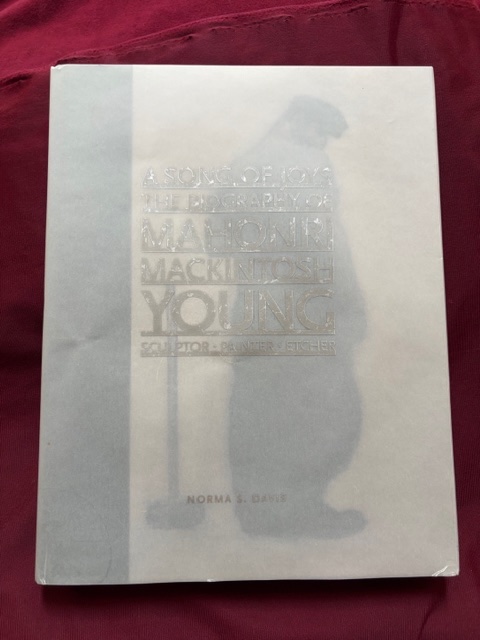 A SONG OF JOYS
THE BIOGRAPHY OF
MAHONRI
MACKINTOSH
YOUNG
SCULPTOR · PAINTER · ETCHER
NORMA S. DAVIS